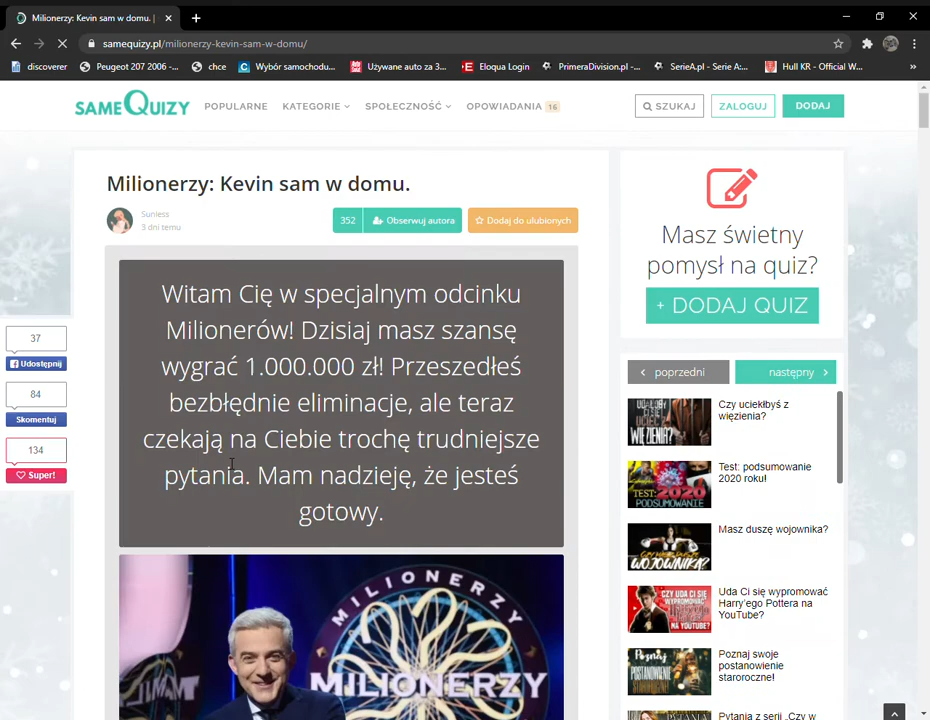 Milionerzy: Kevin sam w domu. |
samequizy.pl/milionerzy-kevin-sam-w-domu/
discoverer
Peugeot 207 2006 -...
chce
Wybór samochodu...
Używane auto za 3...
Eloqua Login
PrimeraDivision.pl -...
SerieA.pl - Serie A:...
Hull KR - Official W...
»
SAMEQUIZY
POPULARNE
KATEGORIE
SPOŁECZNOŚĆ
OPOWIADANIA 16
SZUKAJ
ZALOGUJ
DODAJ
Milionerzy: Kevin sam w domu.
Sunless
3 dni temu
352
Obserwuj autora
Dodaj do ulubionych
Witam Cię w specjalnym odcinku
Milionerów! Dzisiaj masz szansę
wygrać 1.000.000 zł! Przeszedłeś
bezbłędnie eliminacje, ale teraz
czekają na Ciebie trochę trudniejsze
pytania. Mam nadzieję, że jesteś
gotowy.
MILIONERZY
MILIONERZY
37
Udostępnij
84
Skomentuj
134
Super!
Masz świetny
pomysł na quiz?
+ DODAJ QUIZ
poprzedni
następny
Czy uciekłbyś z
więzienia?
Test: podsumowanie
2020 roku!
TEST:2020
PODSUMOWANIE
Masz duszę wojownika?
Uda Ci się wypromować
Harry'ego Pottera na
YouTube?
Poznaj swoje
postanowienie
staroroczne!
Poznaj
Pytania z serii „Czy w